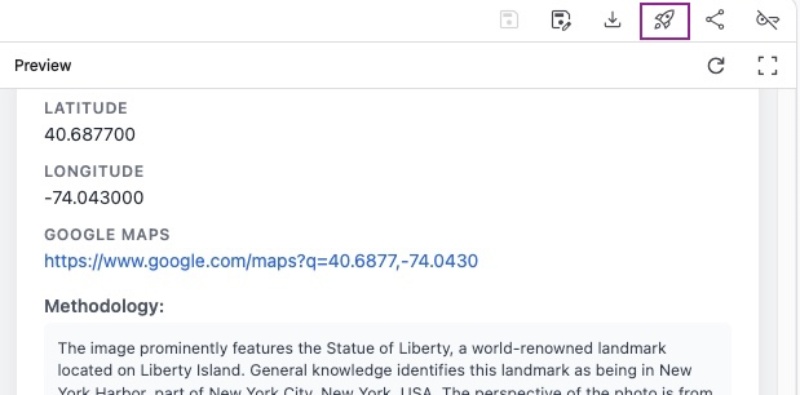 Preview
LATITUDE
40.687700
LONGITUDE
-74.043000
GOOGLE MAPS
https://www.google.com/maps?q=40.6877,-74.0430
Methodology:
The image prominently features the Statue of Liberty, a world-renowned landmark
located on Liberty Island. General knowledge identifies this landmark as being in New
York Harbor, part of New York City, New York, USA. The perspective of the photo is from